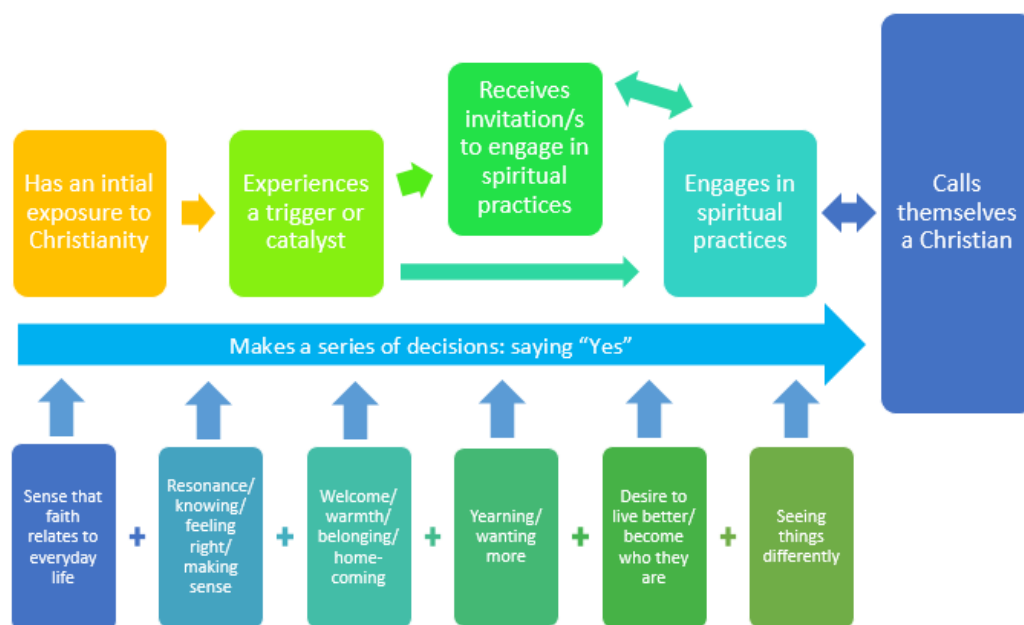 Has an intial
exposure to
Christianity
Experiences
a trigger or
catalyst
Receives
invitation/s
to engage in
spiritual
practices
Engages in
spiritual
practices
Calls
themselves
a Christian
Makes a series of decisions: saying “Yes”
Sense that
faith
relates to
everyday
life
+
Resonance/
knowing/
feeling
right/
making
sense
+
Welcome/
warmth/
belonging/
home-
coming
+
Yearning/
wanting
more
+
Desire to
live better/
become
who they
are
+
Seeing
things
differently